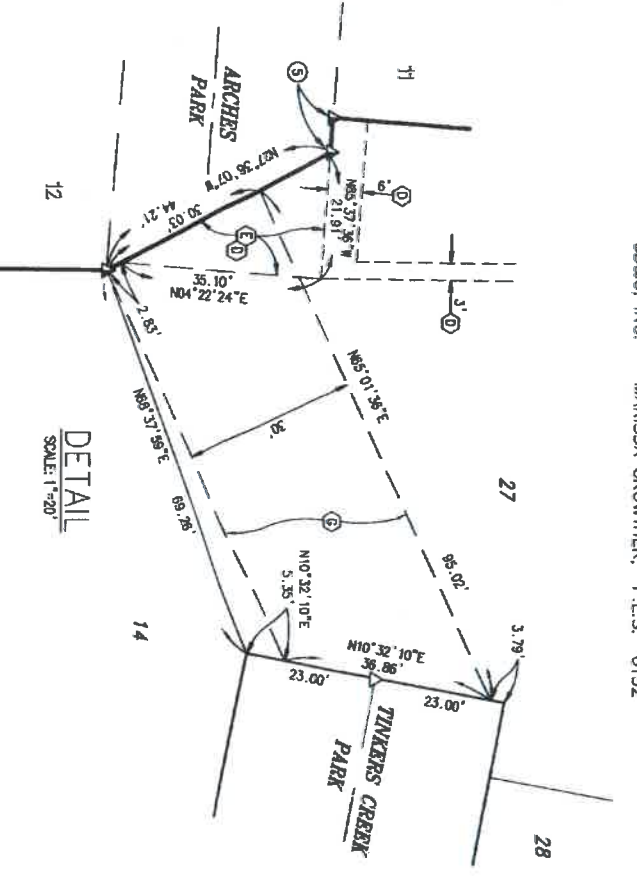 11
5
6'
D
3'
D
N85°37'36"W
21.91'
ARCHES
PARK
N27°36'07"W
30.03'
44.21'
E
D
35.10'
N04°22'24"E
12
2.83'
N65°01'36"E
30'
95.02'
27
N68°37'59"E
69.26'
G
3.79'
N10°32'10"E
5.35'
N10°32'10"E
36.86'
23.00'
23.00'
TINKERS CREEK
PARK
14
28
DETAIL
SCALE: 1"=20'